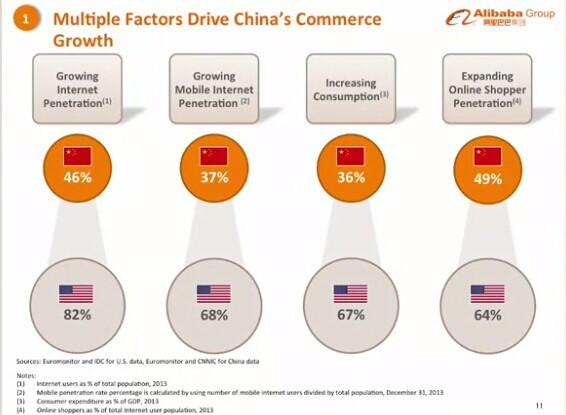 1
Multiple Factors Drive China's Commerce
Growth
Alibaba Group
阿里巴巴集团
Growing
Internet
Penetration(1)
Growing
Mobile Internet
Penetration (2)
Increasing
Consumption(3)
Expanding
Online Shopper
Penetration(4)
46%
37%
36%
49%
82%
68%
67%
64%
Sources: Euromonitor and IDC for U.S. data, Euromonitor and CNNIC for China data
Notes:
(1) Internet users as % of total population, 2013
(2) Mobile penetration rate percentage is calculated by using number of mobile internet users divided by total population, December 31, 2013
(3) Consumer expenditure as % of GDP, 2013
(4) Online shoppers as % of total Internet user population, 2013
11